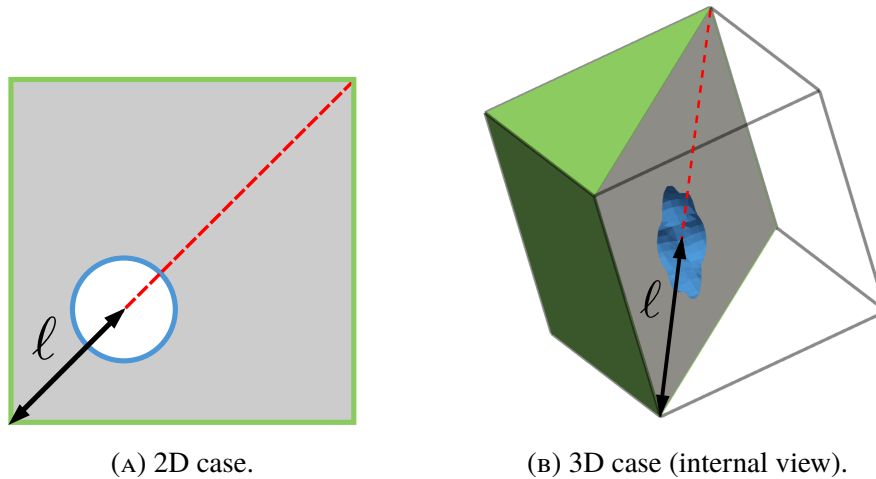 ℓ
ℓ
(A) 2D case.
(B) 3D case (internal view).